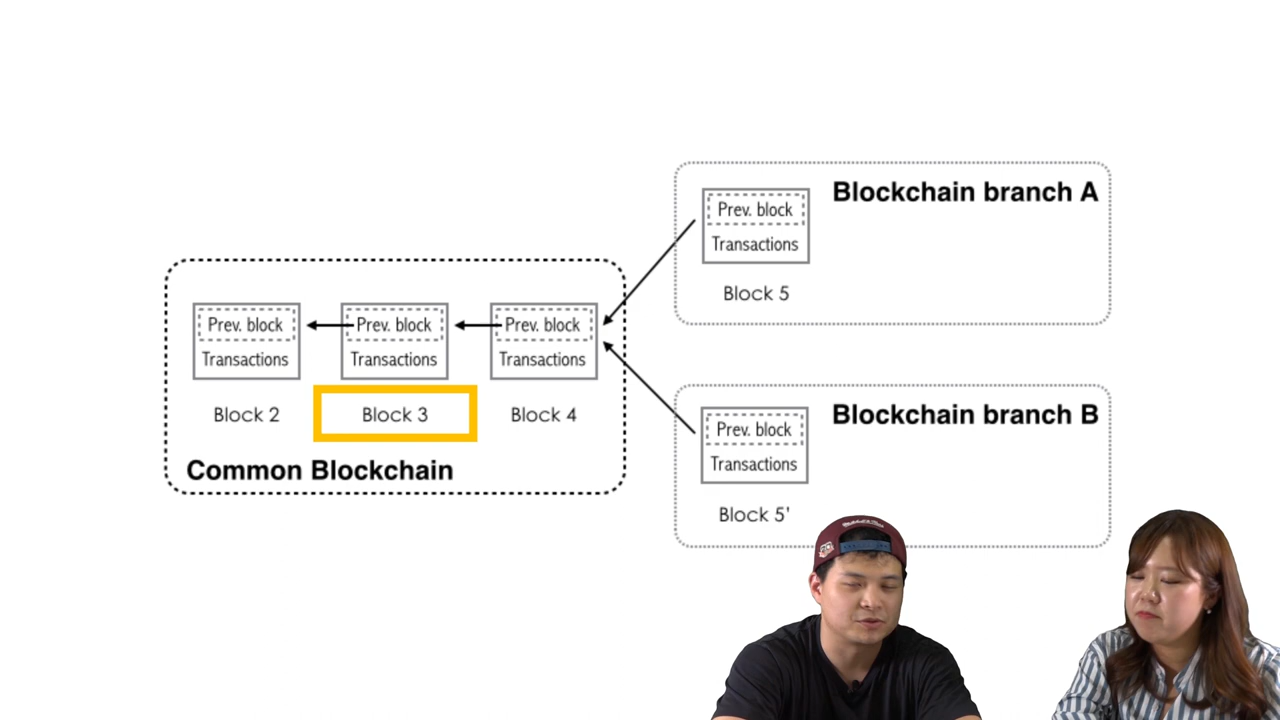 Blockchain branch A
Prev. block
Transactions
Block 5
Prev. block
Transactions
Block 2
Prev. block
Transactions
Block 3
Prev. block
Transactions
Block 4
Common Blockchain
Blockchain branch B
Prev. block
Transactions
Block 5’